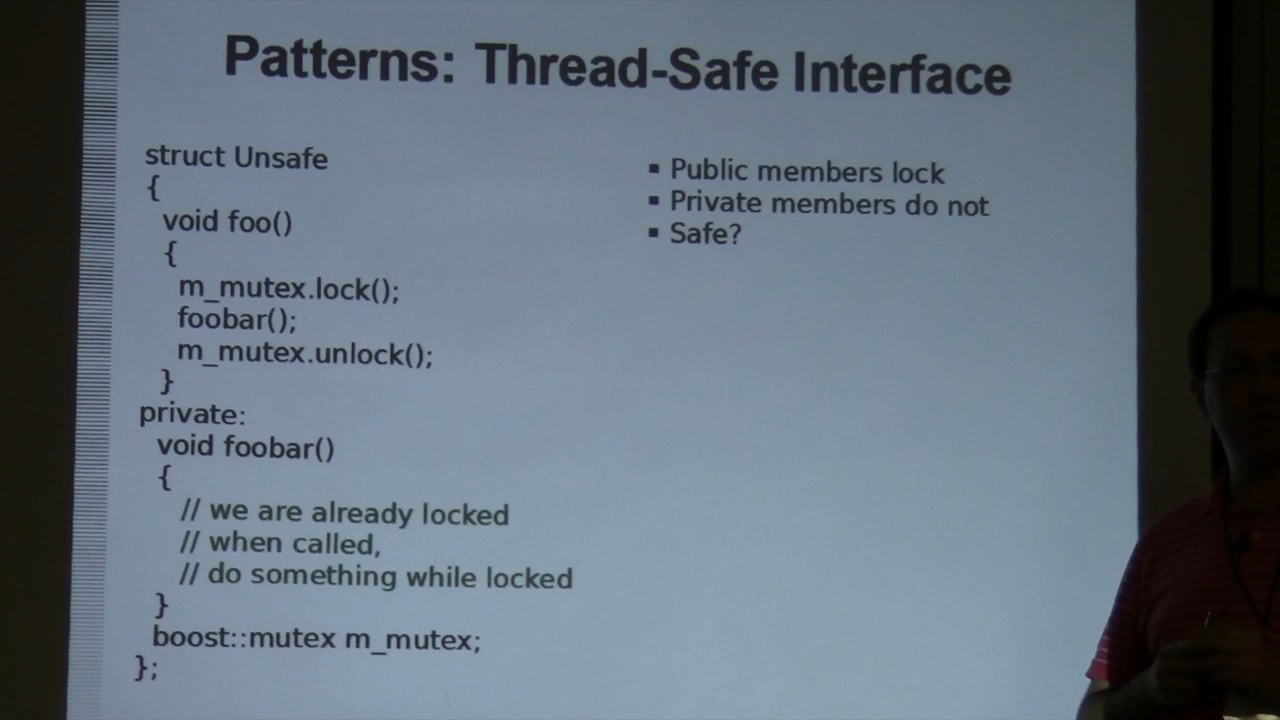 Patterns: Thread-Safe Interface
struct Unsafe
{
void foo()
{
m_mutex.lock();
foobar();
m_mutex.unlock();
}
private:
void foobar()
{
// we are already locked
// when called,
// do something while locked
}
boost::mutex m_mutex;
};
▪ Public members lock
▪ Private members do not
▪ Safe?